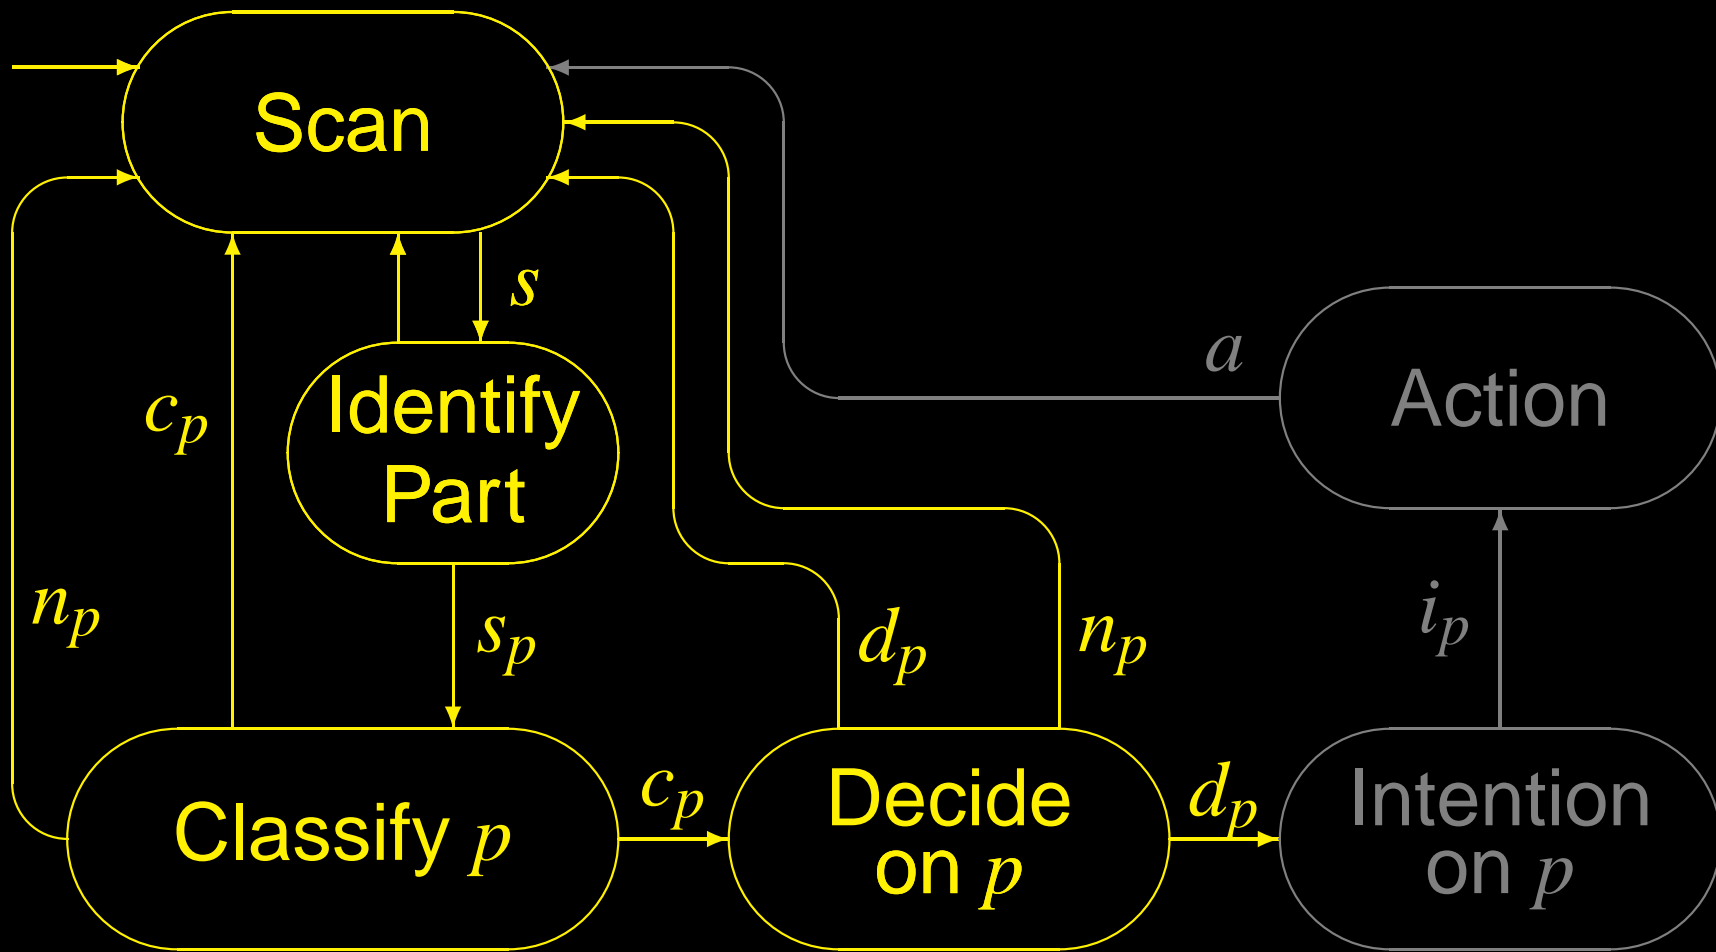 Scan
s
Identify
Part
a
Action
c_p
n_p
s_p
d_p
n_p
i_p
Classify p
c_p
Decide
on p
d_p
Intention
on p